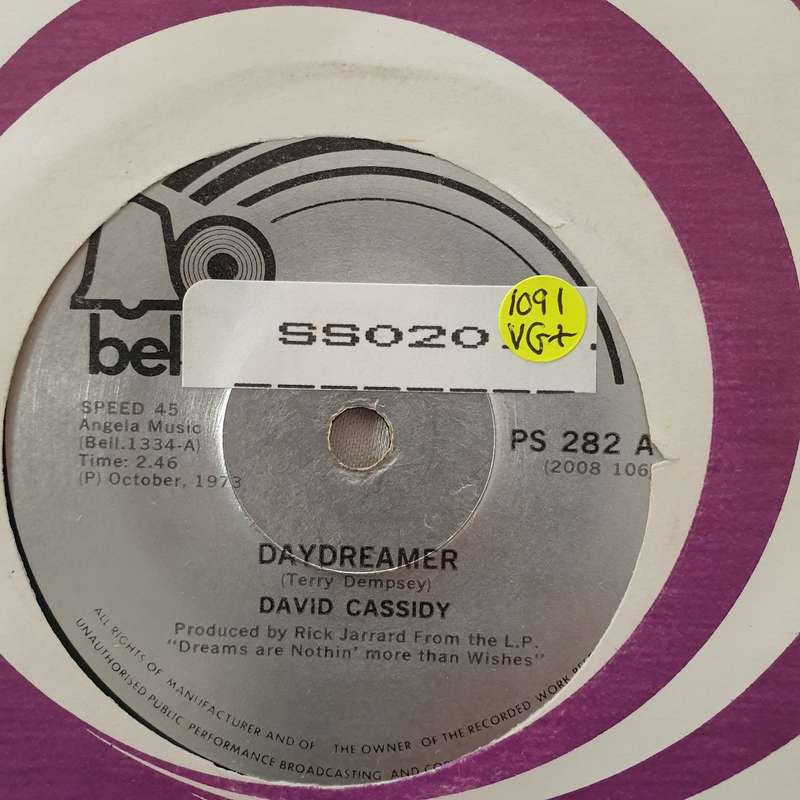 bel
SS020
1091
VG+
SPEED 45
Angela Music
(Bell.1334-A)
Time: 2.46
(P) October, 1973
PS 282 A
(2008 106
DAYDREAMER
(Terry Dempsey)
DAVID CASSIDY
Produced by Rick Jarrard From the L.P.
"Dreams are Nothin' more than Wishes"
ALL RIGHTS OF MANUFACTURER AND OF THE OWNER OF THE RECORDED WORK
UNAUTHORISED PUBLIC PERFORMANCE BROADCASTING AND